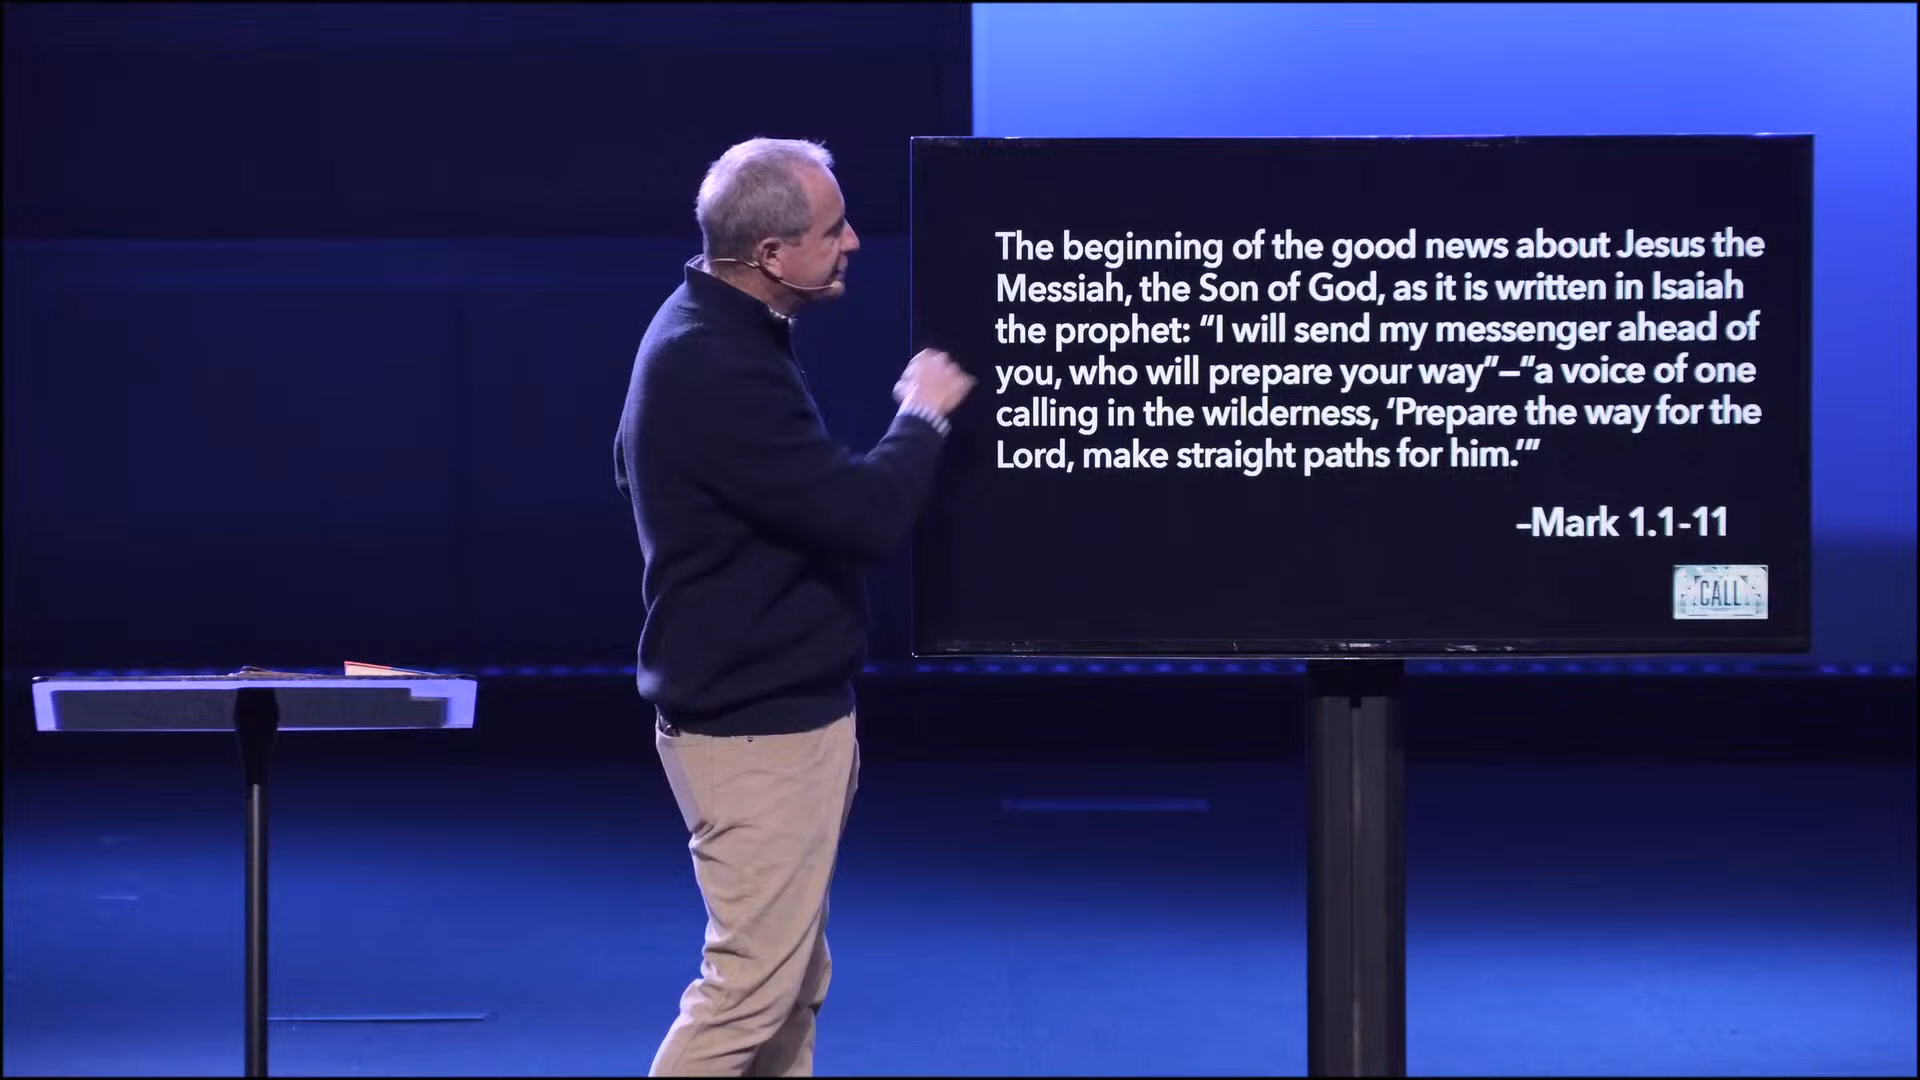 The beginning of the good news about Jesus the
Messiah, the Son of God, as it is written in Isaiah
the prophet: “I will send my messenger ahead of
you, who will prepare your way”–“a voice of one
calling in the wilderness, ‘Prepare the way for the
Lord, make straight paths for him.’”
–Mark 1.1-11
CALL